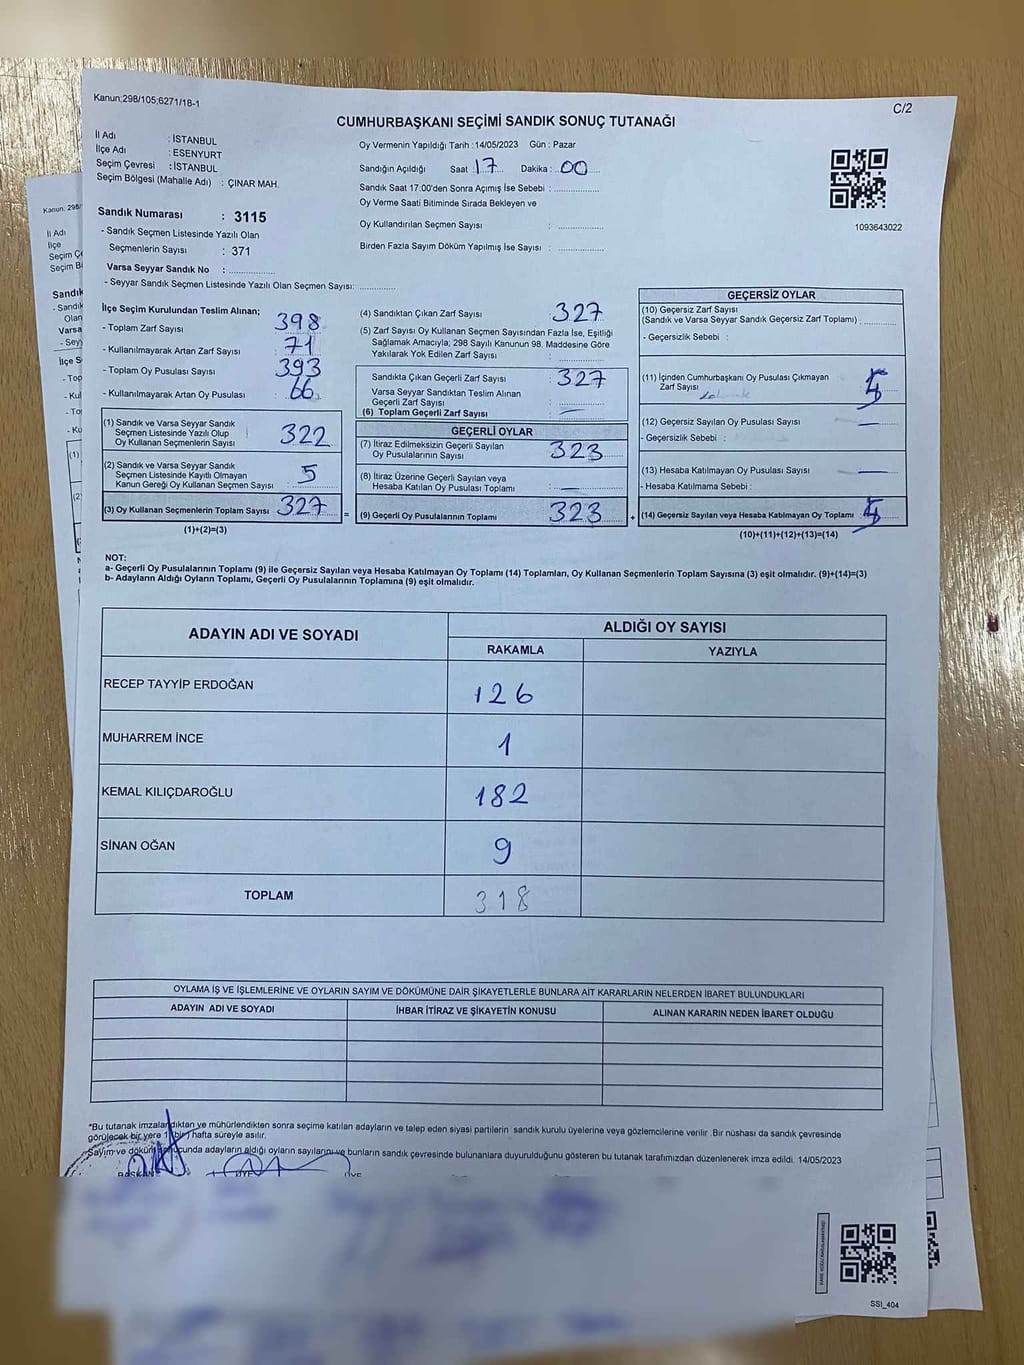 Kanun;298/105;6271/18-1
C/2
CUMHURBAŞKANI SEÇİMİ SANDIK SONUÇ TUTANAĞI
İl Adı : İSTANBUL
İlçe Adı : ESENYURT
Seçim Çevresi : İSTANBUL
Seçim Bölgesi (Mahalle Adı) : ÇINAR MAH.
Sandık Numarası : 3115
- Sandık Seçmen Listesinde Yazılı Olan
Seçmenlerin Sayısı : 371
Varsa Seyyar Sandık No : ..............
- Seyyar Sandık Seçmen Listesinde Yazılı Olan Seçmen Sayısı: ............
Oy Vermenin Yapıldığı Tarih : 14/05/2023 Gün : Pazar
Sandığın Açıldığı Saat : 17 Dakika : 00
Sandık Saat 17:00'den Sonra Açımış İse Sebebi : ..............
Oy Verme Saati Bitiminde Sırada Bekleyen ve
Oy Kullandırılan Seçmen Sayısı : ..............
Birden Fazla Sayım Döküm Yapılmış İse Sayısı : ..............
1093643022
İlçe Seçim Kurulundan Teslim Alınan;
- Toplam Zarf Sayısı 398
- Kullanılmayarak Artan Zarf Sayısı 71
- Toplam Oy Pusulası Sayısı 393
- Kullanılmayarak Artan Oy Pusulası 66
(1) Sandık ve Varsa Seyyar Sandık
Seçmen Listesinde Yazılı Olup
Oy Kullanan Seçmenlerin Sayısı 322
(2) Sandık ve Varsa Seyyar Sandık
Seçmen Listesinde Kayıtlı Olmayan
Kanun Gereği Oy Kullanan Seçmen Sayısı 5
(3) Oy Kullanan Seçmenlerin Toplam Sayısı 327
(1)+(2)=(3)
(4) Sandıktan Çıkan Zarf Sayısı 327
(5) Zarf Sayısı Oy Kullanan Seçmen Sayısından Fazla İse, Eşitliği
Sağlamak Amacıyla; 298 Sayılı Kanunun 98. Maddesine Göre
Yakılarak Yok Edilen Zarf Sayısı :
Sandıkta Çıkan Geçerli Zarf Sayısı : 327
Varsa Seyyar Sandıktan Teslim Alınan
Geçerli Zarf Sayısı :
(6) Toplam Geçerli Zarf Sayısı —
GEÇERLİ OYLAR
(7) İtiraz Edilmeksizin Geçerli Sayılan
Oy Pusulalarının Sayısı 323
(8) İtiraz Üzerine Geçerli Sayılan veya
Hesaba Katılan Oy Pusulası Toplamı —
= (9) Geçerli Oy Pusulalarının Toplamı 323 +
GEÇERSİZ OYLAR
(10) Geçersiz Zarf Sayısı
(Sandık ve Varsa Seyyar Sandık Geçersiz Zarf Toplamı) :
- Geçersizlik Sebebi :
(11) İçinden Cumhurbaşkanı Oy Pusulası Çıkmayan
Zarf Sayısı
(12) Geçersiz Sayılan Oy Pusulası Sayısı —
- Geçersizlik Sebebi :
(13) Hesaba Katılmayan Oy Pusulası Sayısı —
- Hesaba Katılmama Sebebi :
(14) Geçersiz Sayılan veya Hesaba Katılmayan Oy Toplamı :
(10)+(11)+(12)+(13)=(14)
NOT:
a- Geçerli Oy Pusulalarının Toplamı (9) ile Geçersiz Sayılan veya Hesaba Katılmayan Oy Toplamı (14) Toplamları, Oy Kullanan Seçmenlerin Toplam Sayısına (3) eşit olmalıdır. (9)+(14)=(3)
b- Adayların Aldığı Oyların Toplamı, Geçerli Oy Pusulalarının Toplamına (9) eşit olmalıdır.
ADAYIN ADI VE SOYADI
ALDIĞI OY SAYISI
RAKAMLA YAZIYLA
RECEP TAYYİP ERDOĞAN 126
MUHARREM İNCE 1
KEMAL KILIÇDAROĞLU 182
SİNAN OĞAN 9
TOPLAM 318
OYLAMA İŞ VE İŞLEMLERİNE VE OYLARIN SAYIM VE DÖKÜMÜNE DAİR ŞİKAYETLERLE BUNLARA AİT KARARLARIN NELERDEN İBARET BULUNDUKLARI
ADAYIN ADI VE SOYADI İHBAR İTİRAZ VE ŞİKAYETİN KONUSU ALINAN KARARIN NEDEN İBARET OLDUĞU
*Bu tutanak imzalandıktan ve mühürlendikten sonra seçime katılan adayların ve talep eden siyasi partilerin sandık kurulu üyelerine veya gözlemcilerine verilir. Bir nüshası da sandık çevresinde
görülecek bir yere 1 (bir) hafta süreyle asılır.
Sayım ve döküm sonucunda adayların aldığı oyların sayılarını ve bunların sandık çevresinde bulunanlara duyurulduğunu gösteren bu tutanak tarafımızdan düzenlenerek imza edildi. 14/05/2023
BAŞKAN ÜYE ÜYE
SSI_404